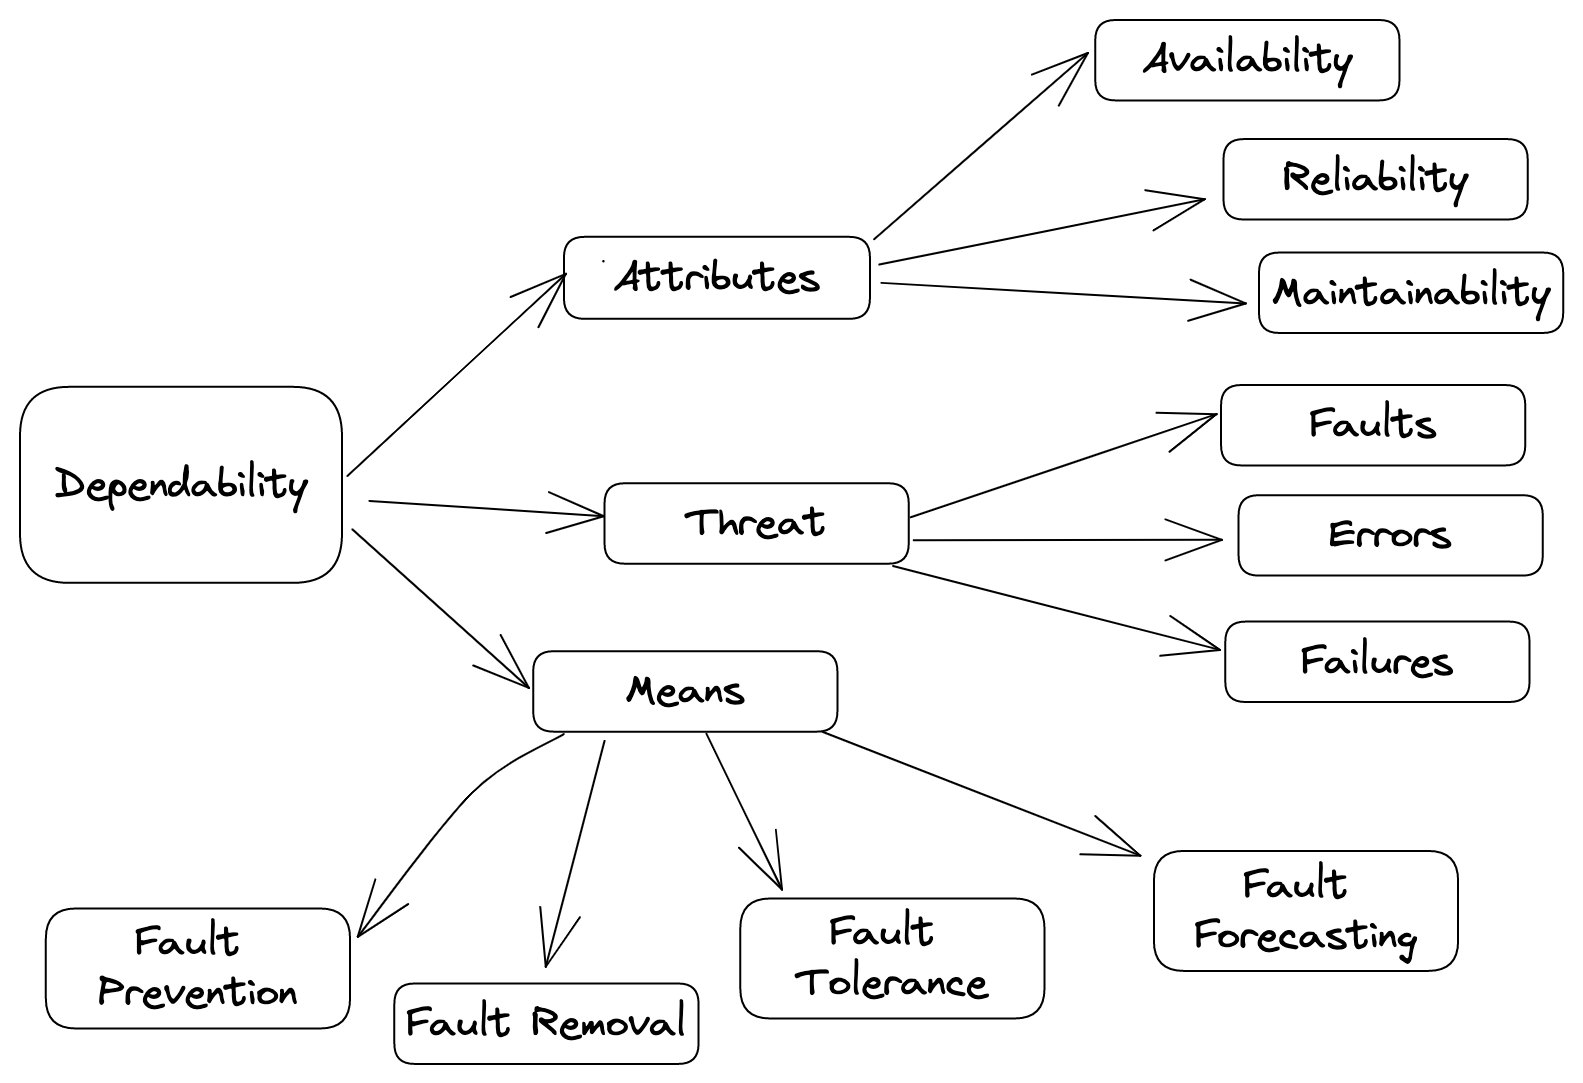 Availability
Reliability
Attributes
Maintainability
Faults
Dependability
Threat
Errors
Failures
Means
Fault
Prevention
Fault Removal
Fault
Tolerance
Fault
Forecasting